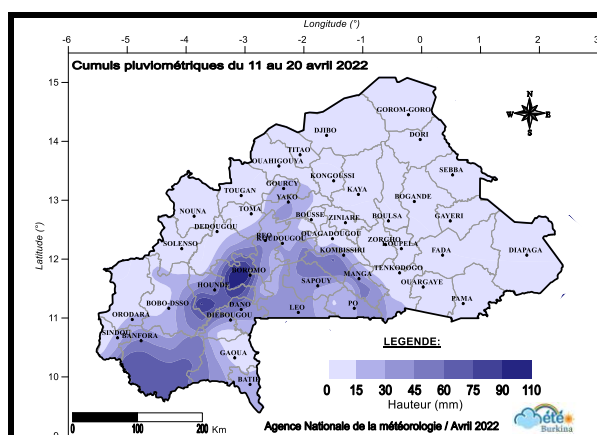 Longitude (°)
-6 -5 -4 -3 -2 -1 0 1 2 3
Cumuls pluviométriques du 11 au 20 avril 2022
15
N
GOROM-GORO
W E
S
DJIBO
14
DORI
TITAO
OUAHIGOUYA
SEBBA
KONGOUSSI
GOURCY
TOUGAN
KAYA
13
YAKO
BOGANDE
NOUNA
TOMA
BOUSSE
ZINIARE
BOULSA
GAYERI
DEDOUGOU
Latitude (°)
REO
KOUDOUGOU
OUAGADOUGOU
ZORGHO
KOUPELA
SOLENSO
KOMBISSIRI
FADA
DIAPAGA
12
BOROMO
MANGA
TENKODOGO
HOUNDE
SAPOUY
OUARGAYE
BOBO-DSSO
DANO
LEO
PO
PAMA
ORODARA
11
DIEBOUGOU
SINDOU
BANFORA
LEGENDE:
GAOUA
10
BATIE
0 15 30 45 60 75 90 110
Hauteur (mm)
0 100 200 Km
Agence Nationale de la météorologie / Avril 2022
météo
Burkina
9